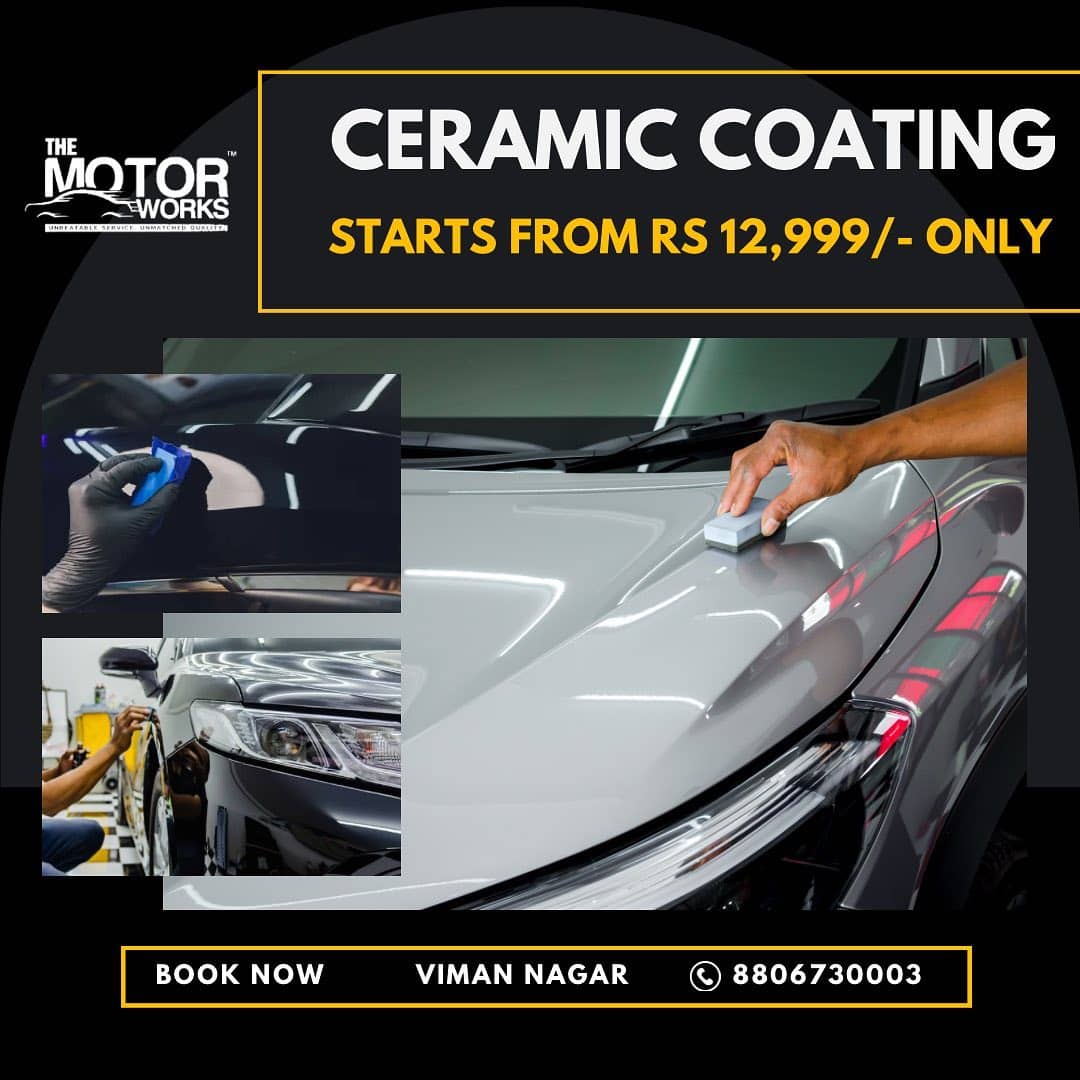 THE
MOTOR™
WORKS
UNBEATABLE SERVICE. UNMATCHED QUALITY.
CERAMIC COATING
STARTS FROM RS 12,999/- ONLY
BOOK NOW VIMAN NAGAR 8806730003